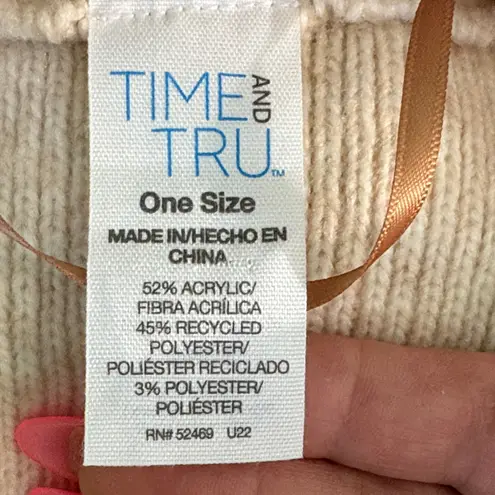 TIME AND
TRU™
One Size
MADE IN/HECHO EN
CHINA
52% ACRYLIC/
FIBRA ACRÍLICA
45% RECYCLED
POLYESTER/
POLIÉSTER RECICLADO
3% POLYESTER/
POLIÉSTER
RN# 52469 U22